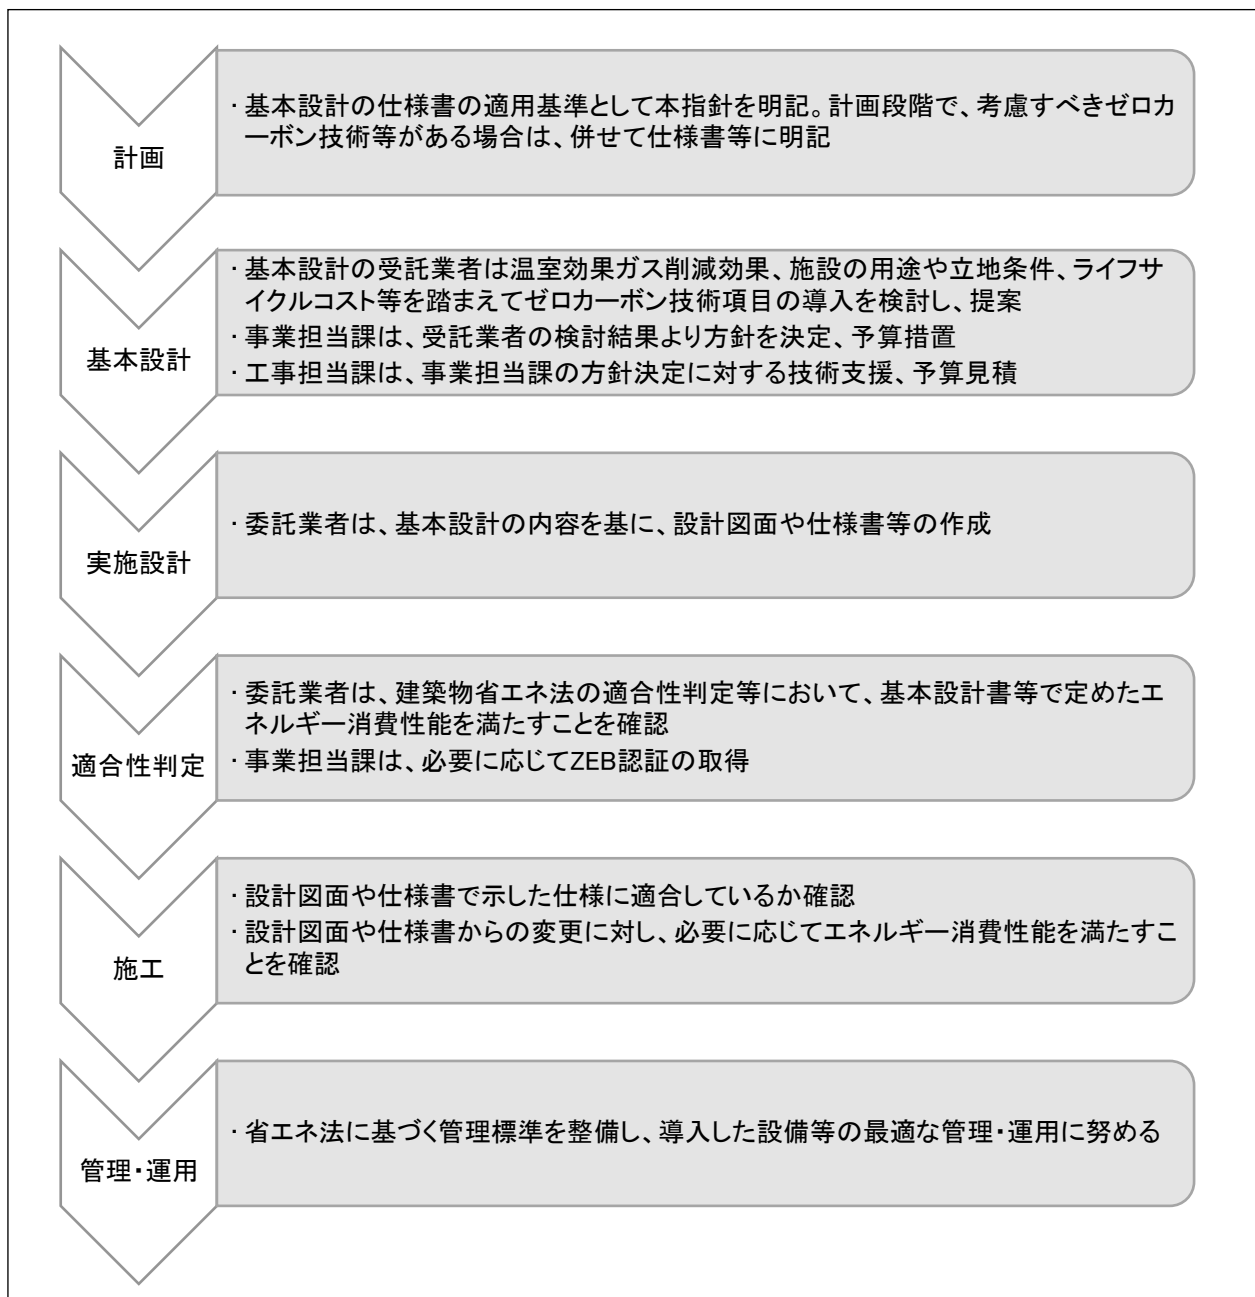 計画
・基本設計の仕様書の適用基準として本指針を明記。計画段階で、考慮すべきゼロカ
ーボン技術等がある場合は、併せて仕様書等に明記
基本設計
・基本設計の受託業者は温室効果ガス削減効果、施設の用途や立地条件、ライフサ
イクルコスト等を踏まえてゼロカーボン技術項目の導入を検討し、提案
・事業担当課は、受託業者の検討結果より方針を決定、予算措置
・工事担当課は、事業担当課の方針決定に対する技術支援、予算見積
実施設計
・委託業者は、基本設計の内容を基に、設計図面や仕様書等の作成
適合性判定
・委託業者は、建築物省エネ法の適合性判定等において、基本設計書等で定めたエ
ネルギー消費性能を満たすことを確認
・事業担当課は、必要に応じてZEB認証の取得
施工
・設計図面や仕様書で示した仕様に適合しているか確認
・設計図面や仕様書からの変更に対し、必要に応じてエネルギー消費性能を満たすこ
とを確認
管理・運用
・省エネ法に基づく管理標準を整備し、導入した設備等の最適な管理・運用に努める